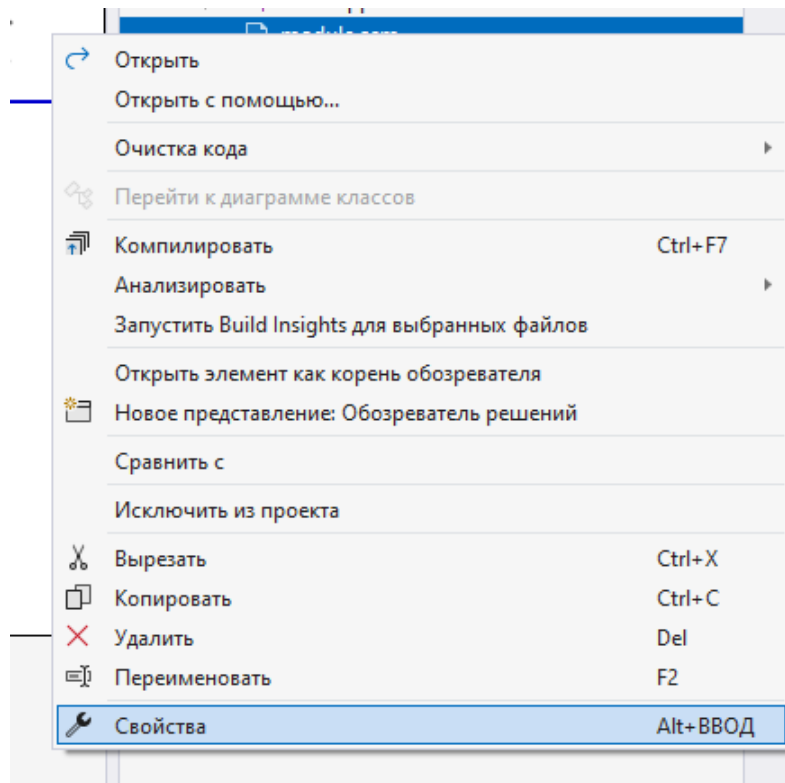 Открыть
Открыть с помощью...
Очистка кода
Перейти к диаграмме классов
Компилировать Ctrl+F7
Анализировать
Запустить Build Insights для выбранных файлов
Открыть элемент как корень обозревателя
Новое представление: Обозреватель решений
Сравнить с
Исключить из проекта
Вырезать Ctrl+X
Копировать Ctrl+C
Удалить Del
Переименовать F2
Свойства Alt+ВВОД